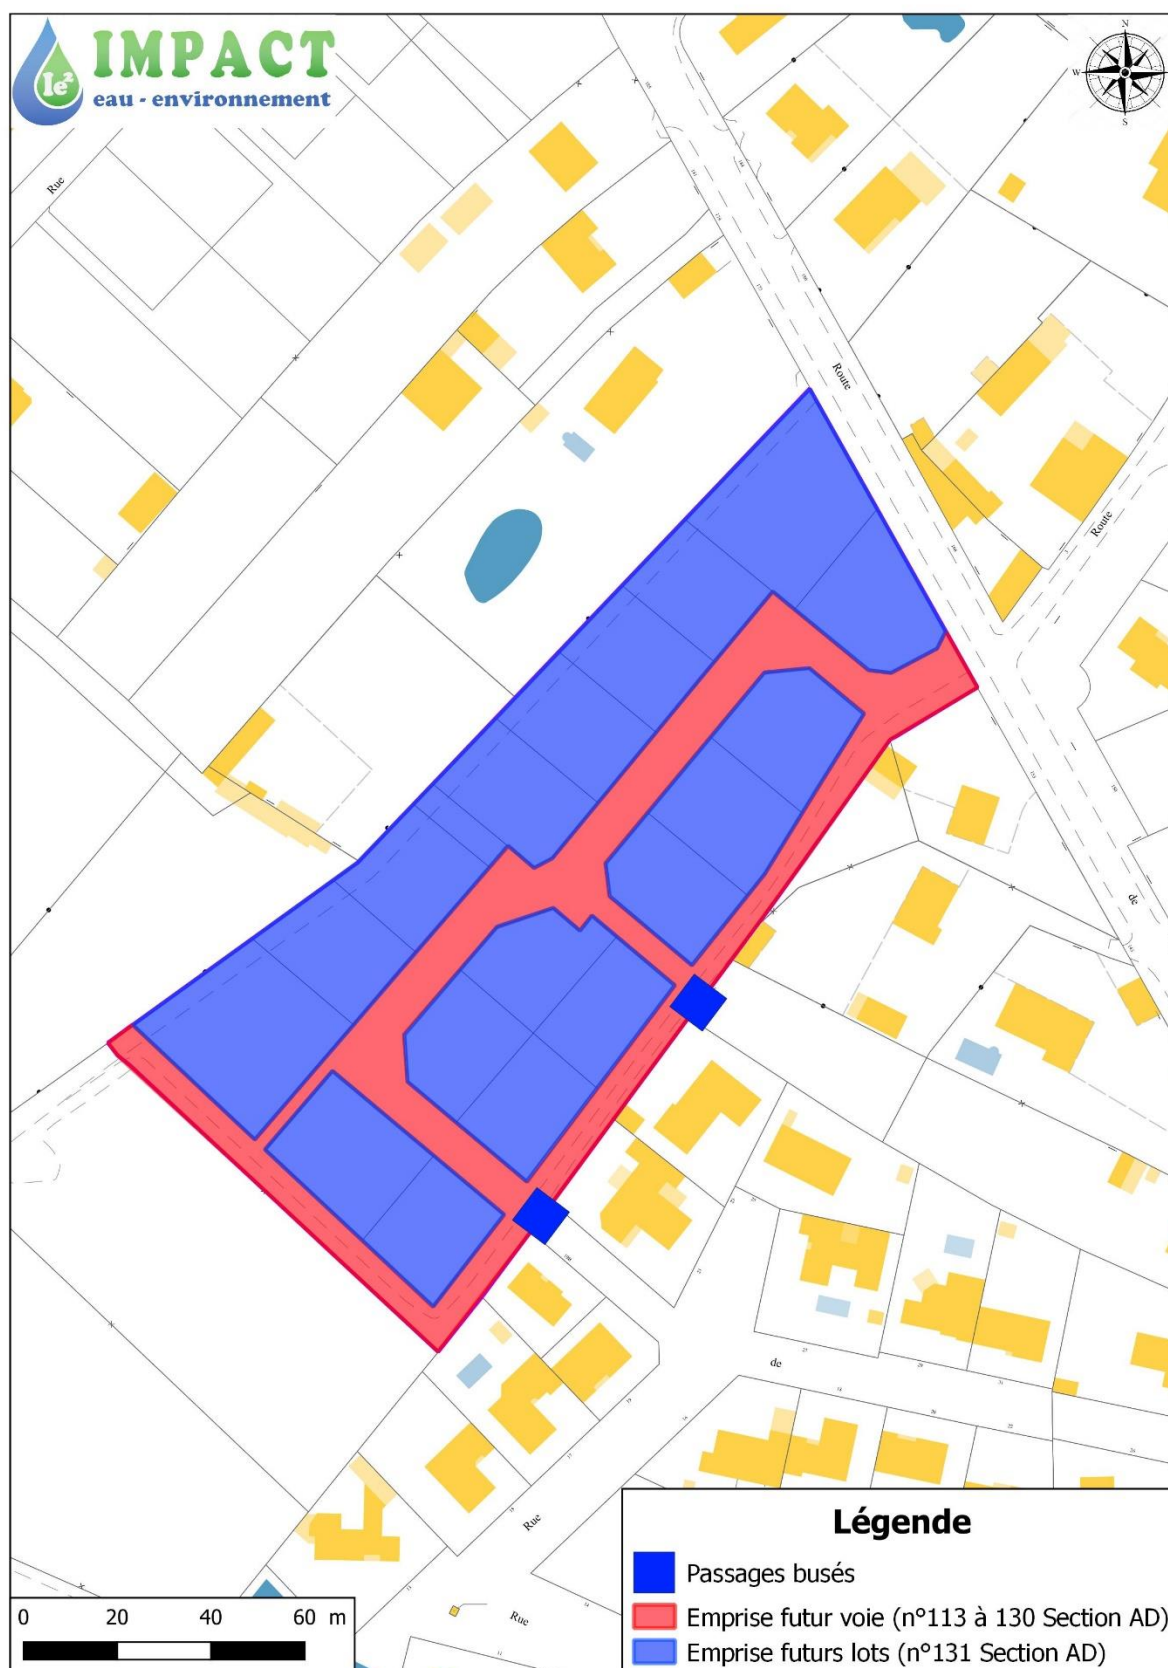 IMPACT
Ie²
eau - environnement
N
W
S
Rue
Route
Route
de
de
Rue
Rue
Légende
Passages busés
Emprise futur voie (n°113 à 130 Section AD)
Emprise futurs lots (n°131 Section AD)
0 20 40 60 m